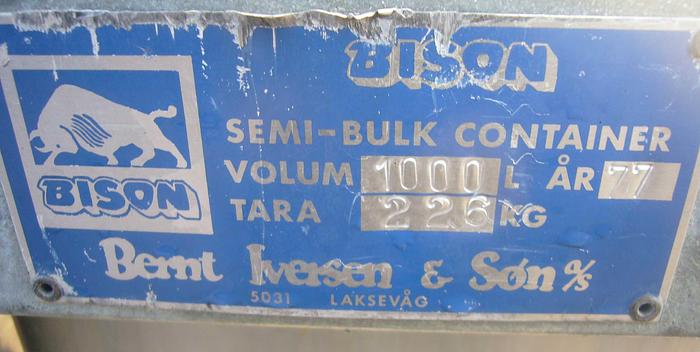 BISON
BISON
SEMI-BULK CONTAINER
VOLUM 1000 L ÅR 77
TARA 226 KG
Bernt Iversen & Søn A/S
5031 LAKSEVÅG